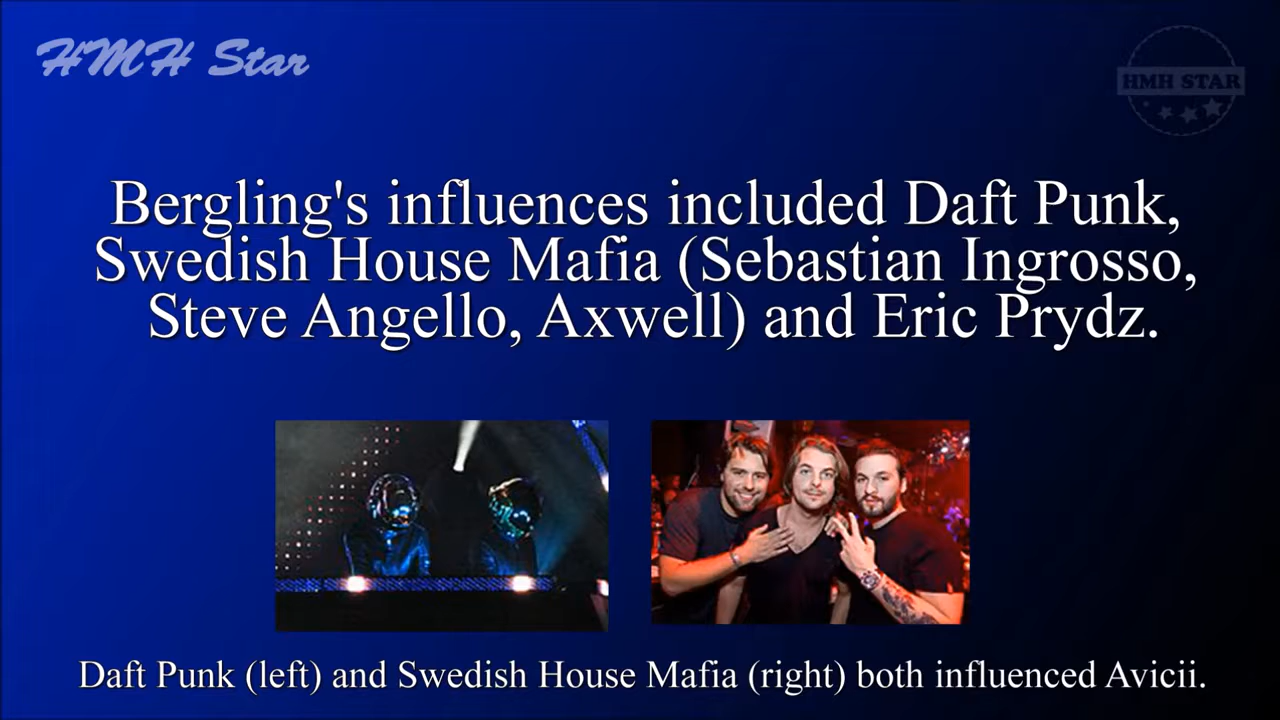 HMH Star
HMH STAR
Bergling's influences included Daft Punk,
Swedish House Mafia (Sebastian Ingrosso,
Steve Angello, Axwell) and Eric Prydz.
Daft Punk (left) and Swedish House Mafia (right) both influenced Avicii.